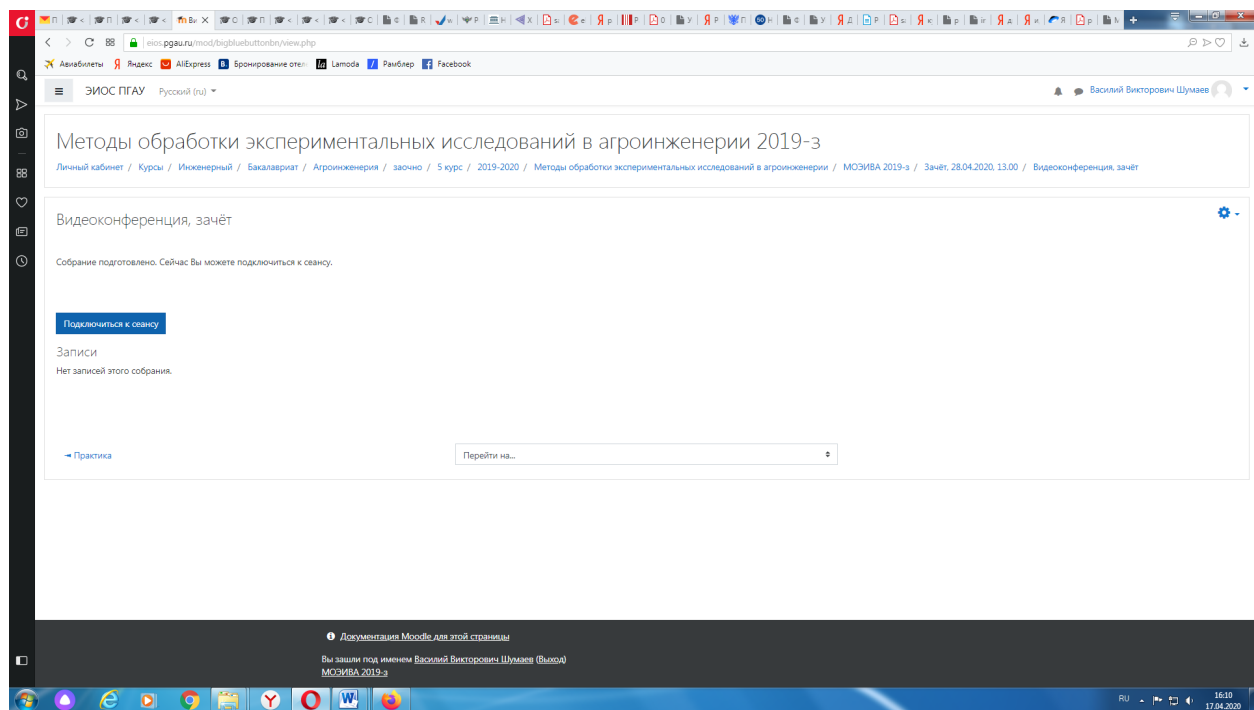 eios.pgau.ru/mod/bigbluebuttonbn/view.php
Авиабилеты Яндекс AliExpress Бронирование отел Lamoda Рамблер Facebook
ЭИОС ПГАУ Русский (ru) Василий Викторович Шумаев
Методы обработки экспериментальных исследований в агроинженерии 2019-з
Личный кабинет / Курсы / Инженерный / Бакалавриат / Агроинженерия / заочно / 5 курс / 2019-2020 / Методы обработки экспериментальных исследований в агроинженерии / МОЭИВА 2019-з / Зачёт, 28.04.2020, 13.00 / Видеоконференция, зачёт
Видеоконференция, зачёт
Собрание подготовлено. Сейчас Вы можете подключиться к сеансу.
Подключиться к сеансу
Записи
Нет записей этого собрания.
Практика Перейти на...
Документация Moodle для этой страницы
Вы зашли под именем Василий Викторович Шумаев (Выход)
МОЭИВА 2019-з
RU 16:10
17.04.2020